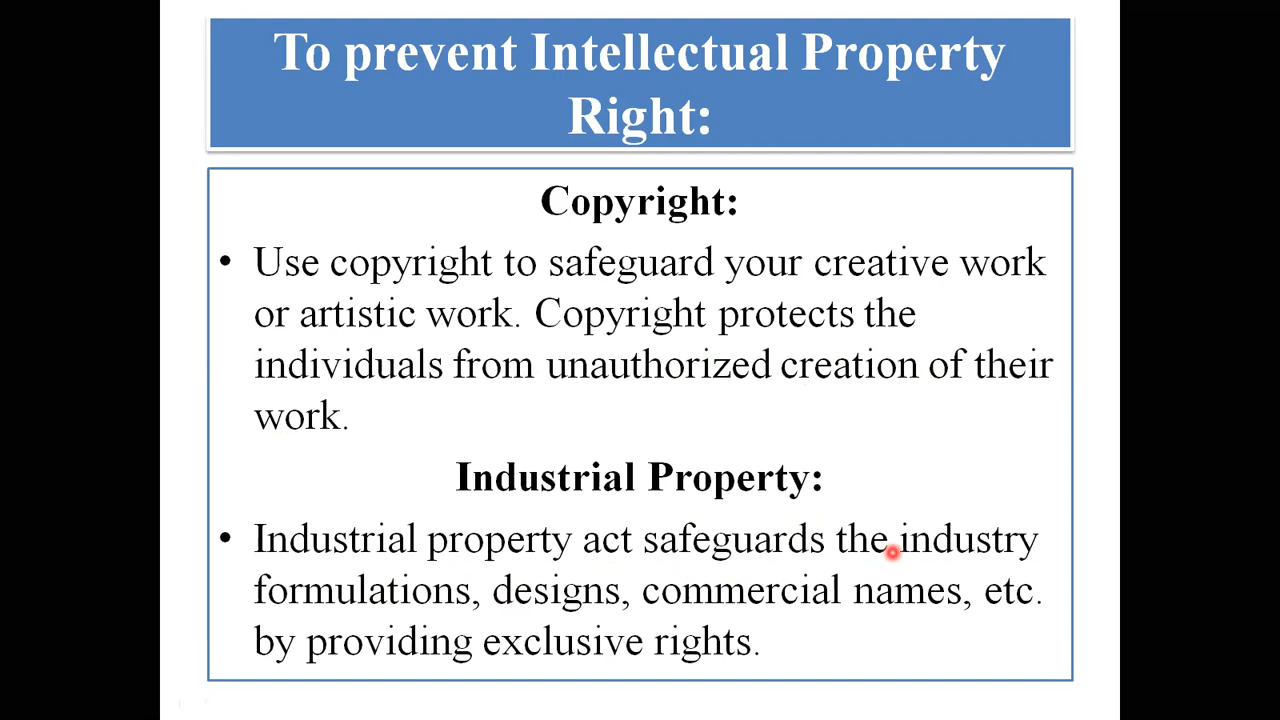 To prevent Intellectual Property
Right:
Copyright:
• Use copyright to safeguard your creative work
or artistic work. Copyright protects the
individuals from unauthorized creation of their
work.
Industrial Property:
• Industrial property act safeguards the industry
formulations, designs, commercial names, etc.
by providing exclusive rights.